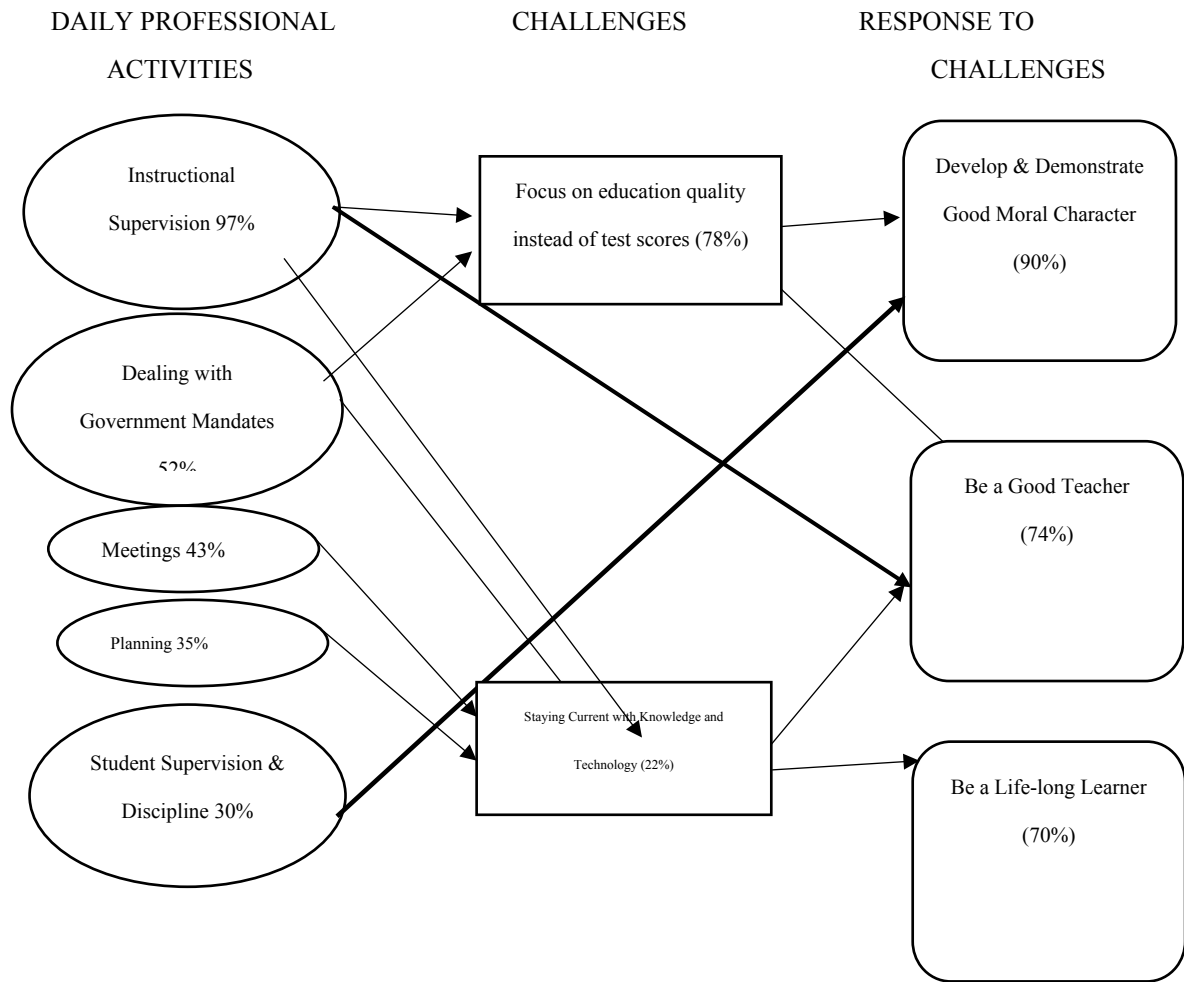 DAILY PROFESSIONAL
ACTIVITIES
CHALLENGES
RESPONSE TO
CHALLENGES
Instructional
Supervision 97%
Dealing with
Government Mandates
52%
Meetings 43%
Planning 35%
Student Supervision &
Discipline 30%
Focus on education quality
instead of test scores (78%)
Staying Current with Knowledge and
Technology (22%)
Develop & Demonstrate
Good Moral Character
(90%)
Be a Good Teacher
(74%)
Be a Life-long Learner
(70%)